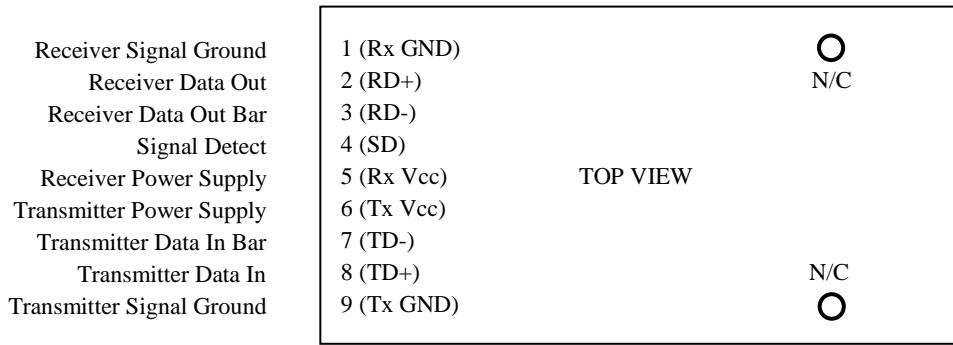 Receiver Signal Ground 1 (Rx GND)
Receiver Data Out 2 (RD+) N/C
Receiver Data Out Bar 3 (RD-)
Signal Detect 4 (SD)
Receiver Power Supply 5 (Rx Vcc) TOP VIEW
Transmitter Power Supply 6 (Tx Vcc)
Transmitter Data In Bar 7 (TD-)
Transmitter Data In 8 (TD+) N/C
Transmitter Signal Ground 9 (Tx GND)